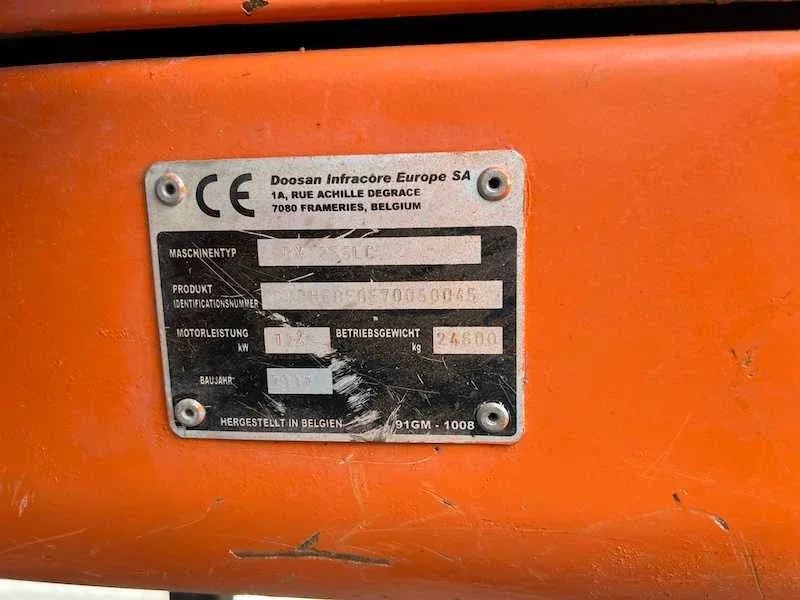 CE
Doosan Infracore Europe SA
1A, RUE ACHILLE DEGRACE
7080 FRAMERIES, BELGIUM
MASCHINENTYP
PRODUKT
IDENTIFICATIONSNUMMER
MOTORLEISTUNG
kW
BETRIEBSGEWICHT
kg
24800
BAUJAHR
HERGESTELLT IN BELGIEN
91GM - 1008